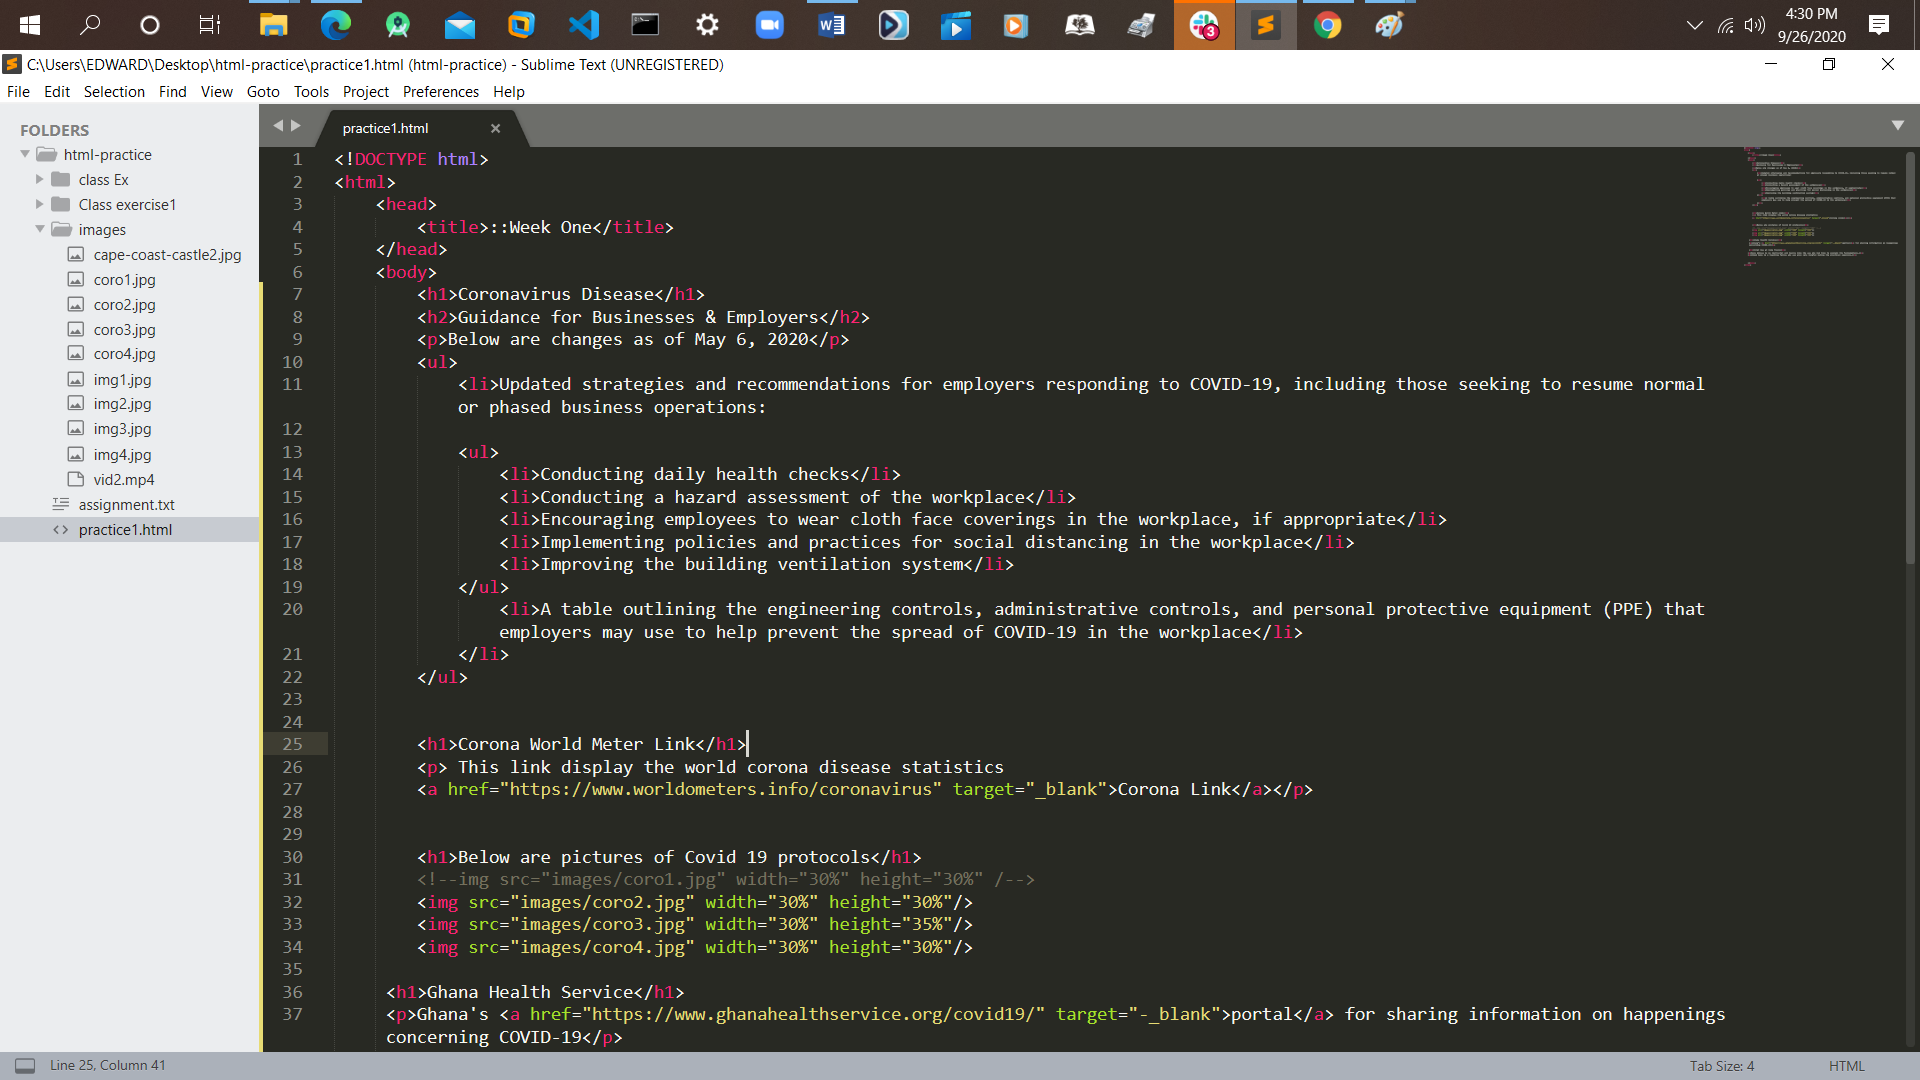 4:30 PM
9/26/2020
3
C:\Users\EDWARD\Desktop\html-practice\practice1.html (html-practice) - Sublime Text (UNREGISTERED)
File Edit Selection Find View Goto Tools Project Preferences Help
FOLDERS
html-practice
class Ex
Class exercise1
images
cape-coast-castle2.jpg
coro1.jpg
coro2.jpg
coro3.jpg
coro4.jpg
img1.jpg
img2.jpg
img3.jpg
img4.jpg
vid2.mp4
assignment.txt
practice1.html
practice1.html
1 <!DOCTYPE html>
2 <html>
3 <head>
4 <title>::Week One</title>
5 </head>
6 <body>
7 <h1>Coronavirus Disease</h1>
8 <h2>Guidance for Businesses & Employers</h2>
9 <p>Below are changes as of May 6, 2020</p>
10 <ul>
11 <li>Updated strategies and recommendations for employers responding to COVID-19, including those seeking to resume normal
or phased business operations:
12
13 <ul>
14 <li>Conducting daily health checks</li>
15 <li>Conducting a hazard assessment of the workplace</li>
16 <li>Encouraging employees to wear cloth face coverings in the workplace, if appropriate</li>
17 <li>Implementing policies and practices for social distancing in the workplace</li>
18 <li>Improving the building ventilation system</li>
19 </ul>
20 <li>A table outlining the engineering controls, administrative controls, and personal protective equipment (PPE) that
employers may use to help prevent the spread of COVID-19 in the workplace</li>
21 </li>
22 </ul>
23
24
25 <h1>Corona World Meter Link</h1>
26 <p> This link display the world corona disease statistics
27 <a href="https://www.worldometers.info/coronavirus" target="_blank">Corona Link</a></p>
28
29
30 <h1>Below are pictures of Covid 19 protocols</h1>
31 <!--img src="images/coro1.jpg" width="30%" height="30%" /-->
32 <img src="images/coro2.jpg" width="30%" height="30%"/>
33 <img src="images/coro3.jpg" width="30%" height="35%"/>
34 <img src="images/coro4.jpg" width="30%" height="30%"/>
35
36 <h1>Ghana Health Service</h1>
37 <p>Ghana's <a href="https://www.ghanahealthservice.org/covid19/" target="-_blank">portal</a> for sharing information on happenings
concerning COVID-19</p>
Line 25, Column 41
Tab Size: 4
HTML